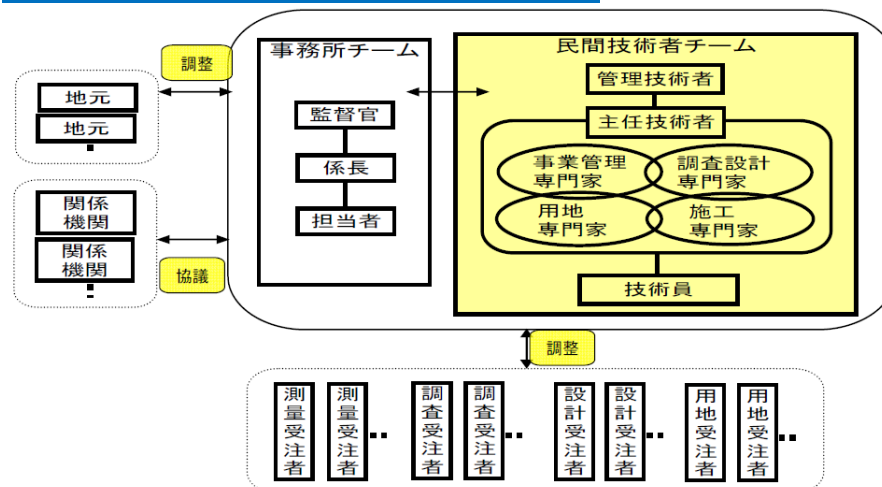 事務所チーム
民間技術者チーム
調整
管理技術者
地元
地元
監督官
主任技術者
係長
事業管理
専門家
調査設計
専門家
関係
機関
担当者
用地
専門家
施工
専門家
関係
機関
協議
技術員
調整
測量受注者
測量受注者
調査受注者
調査受注者
設計受注者
設計受注者
用地受注者
用地受注者